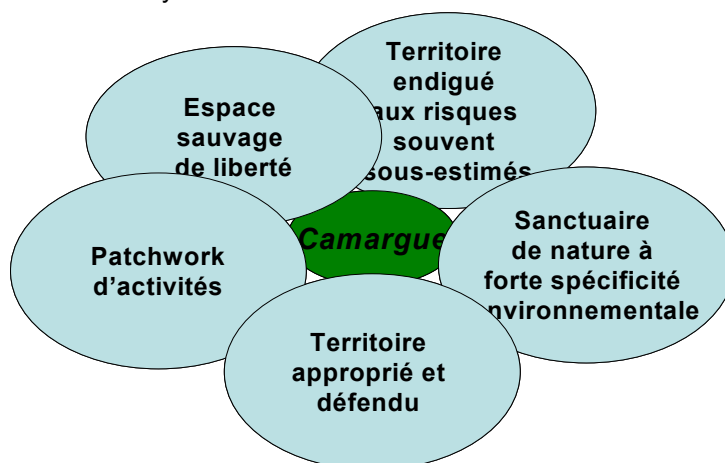 Territoire
endigué
aux risques
souvent
sous-estimés
Espace
sauvage
de liberté
Camargue
Sanctuaire
de nature à
forte spécificité
environnementale
Patchwork
d’activités
Territoire
approprié et
défendu